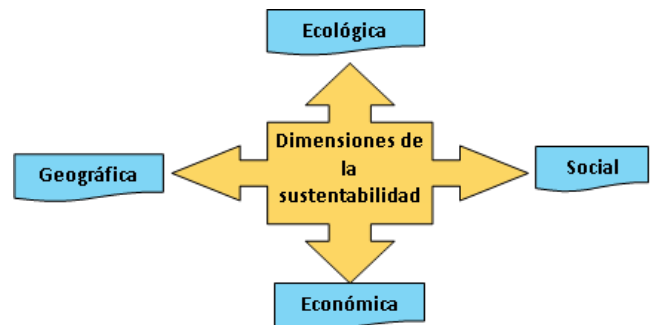 Ecológica
Geográfica
Dimensiones de
la
sustentabilidad
Social
Económica